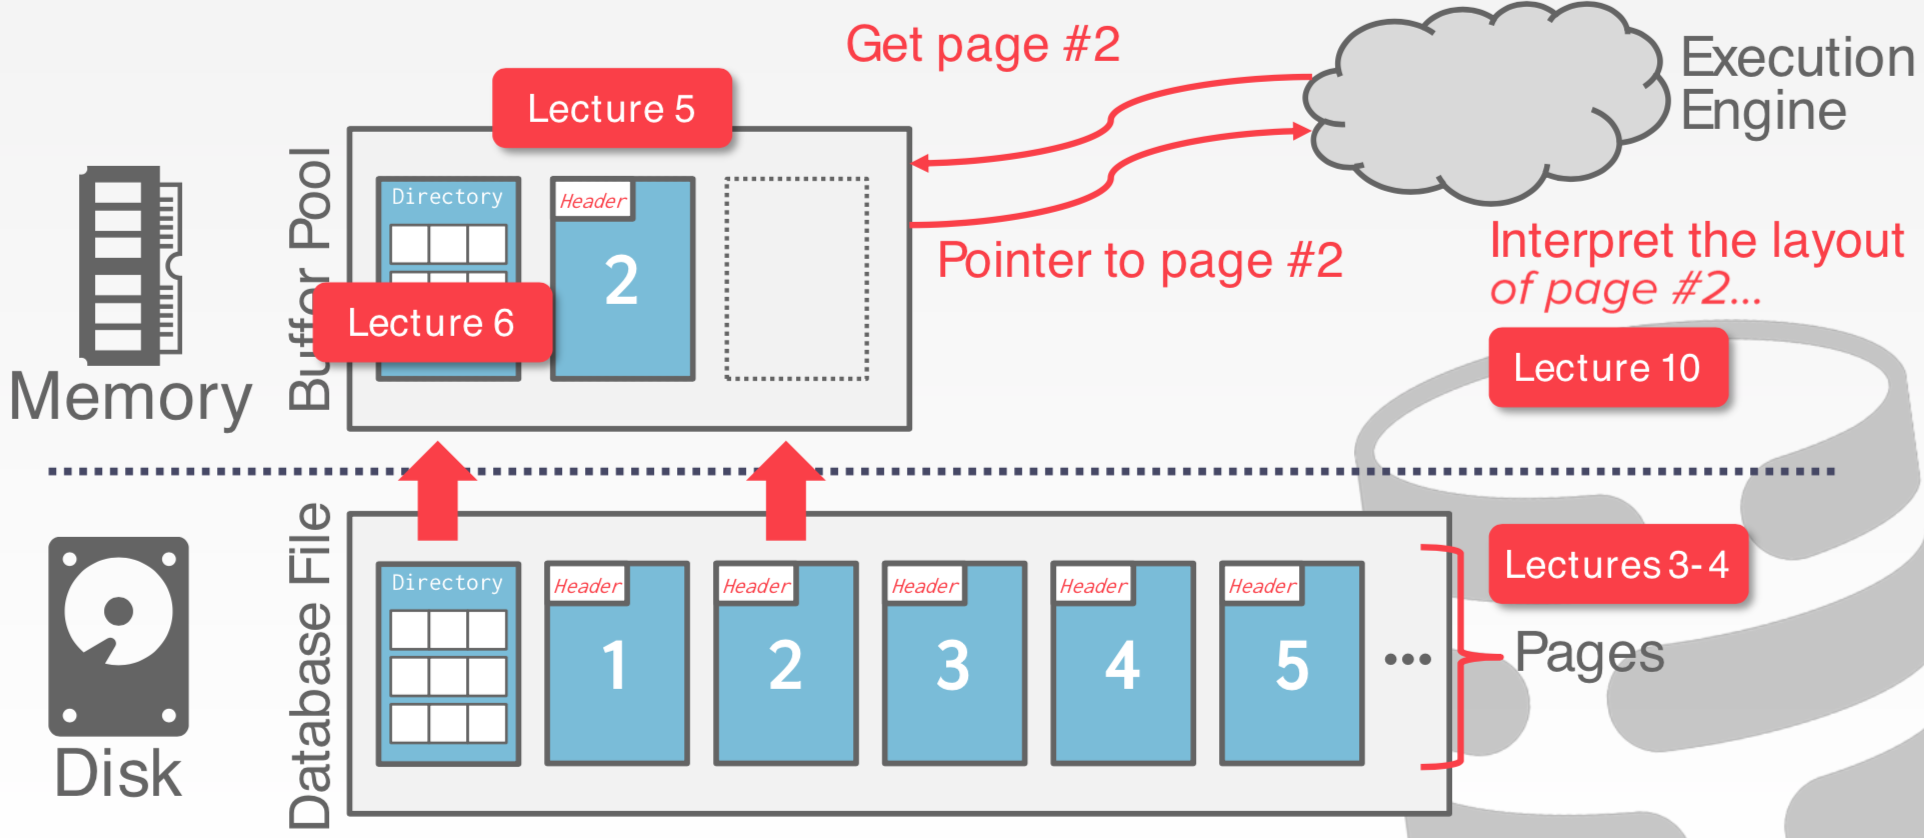 Get page #2
Execution
Engine
Lecture 5
Buffer Pool
Directory
Header
2
Lecture 6
Pointer to page #2
Interpret the layout
of page #2...
Lecture 10
Memory
Database File
Directory
Header
1
Header
2
Header
3
Header
4
Header
5
...
Lectures 3-4
Pages
Disk